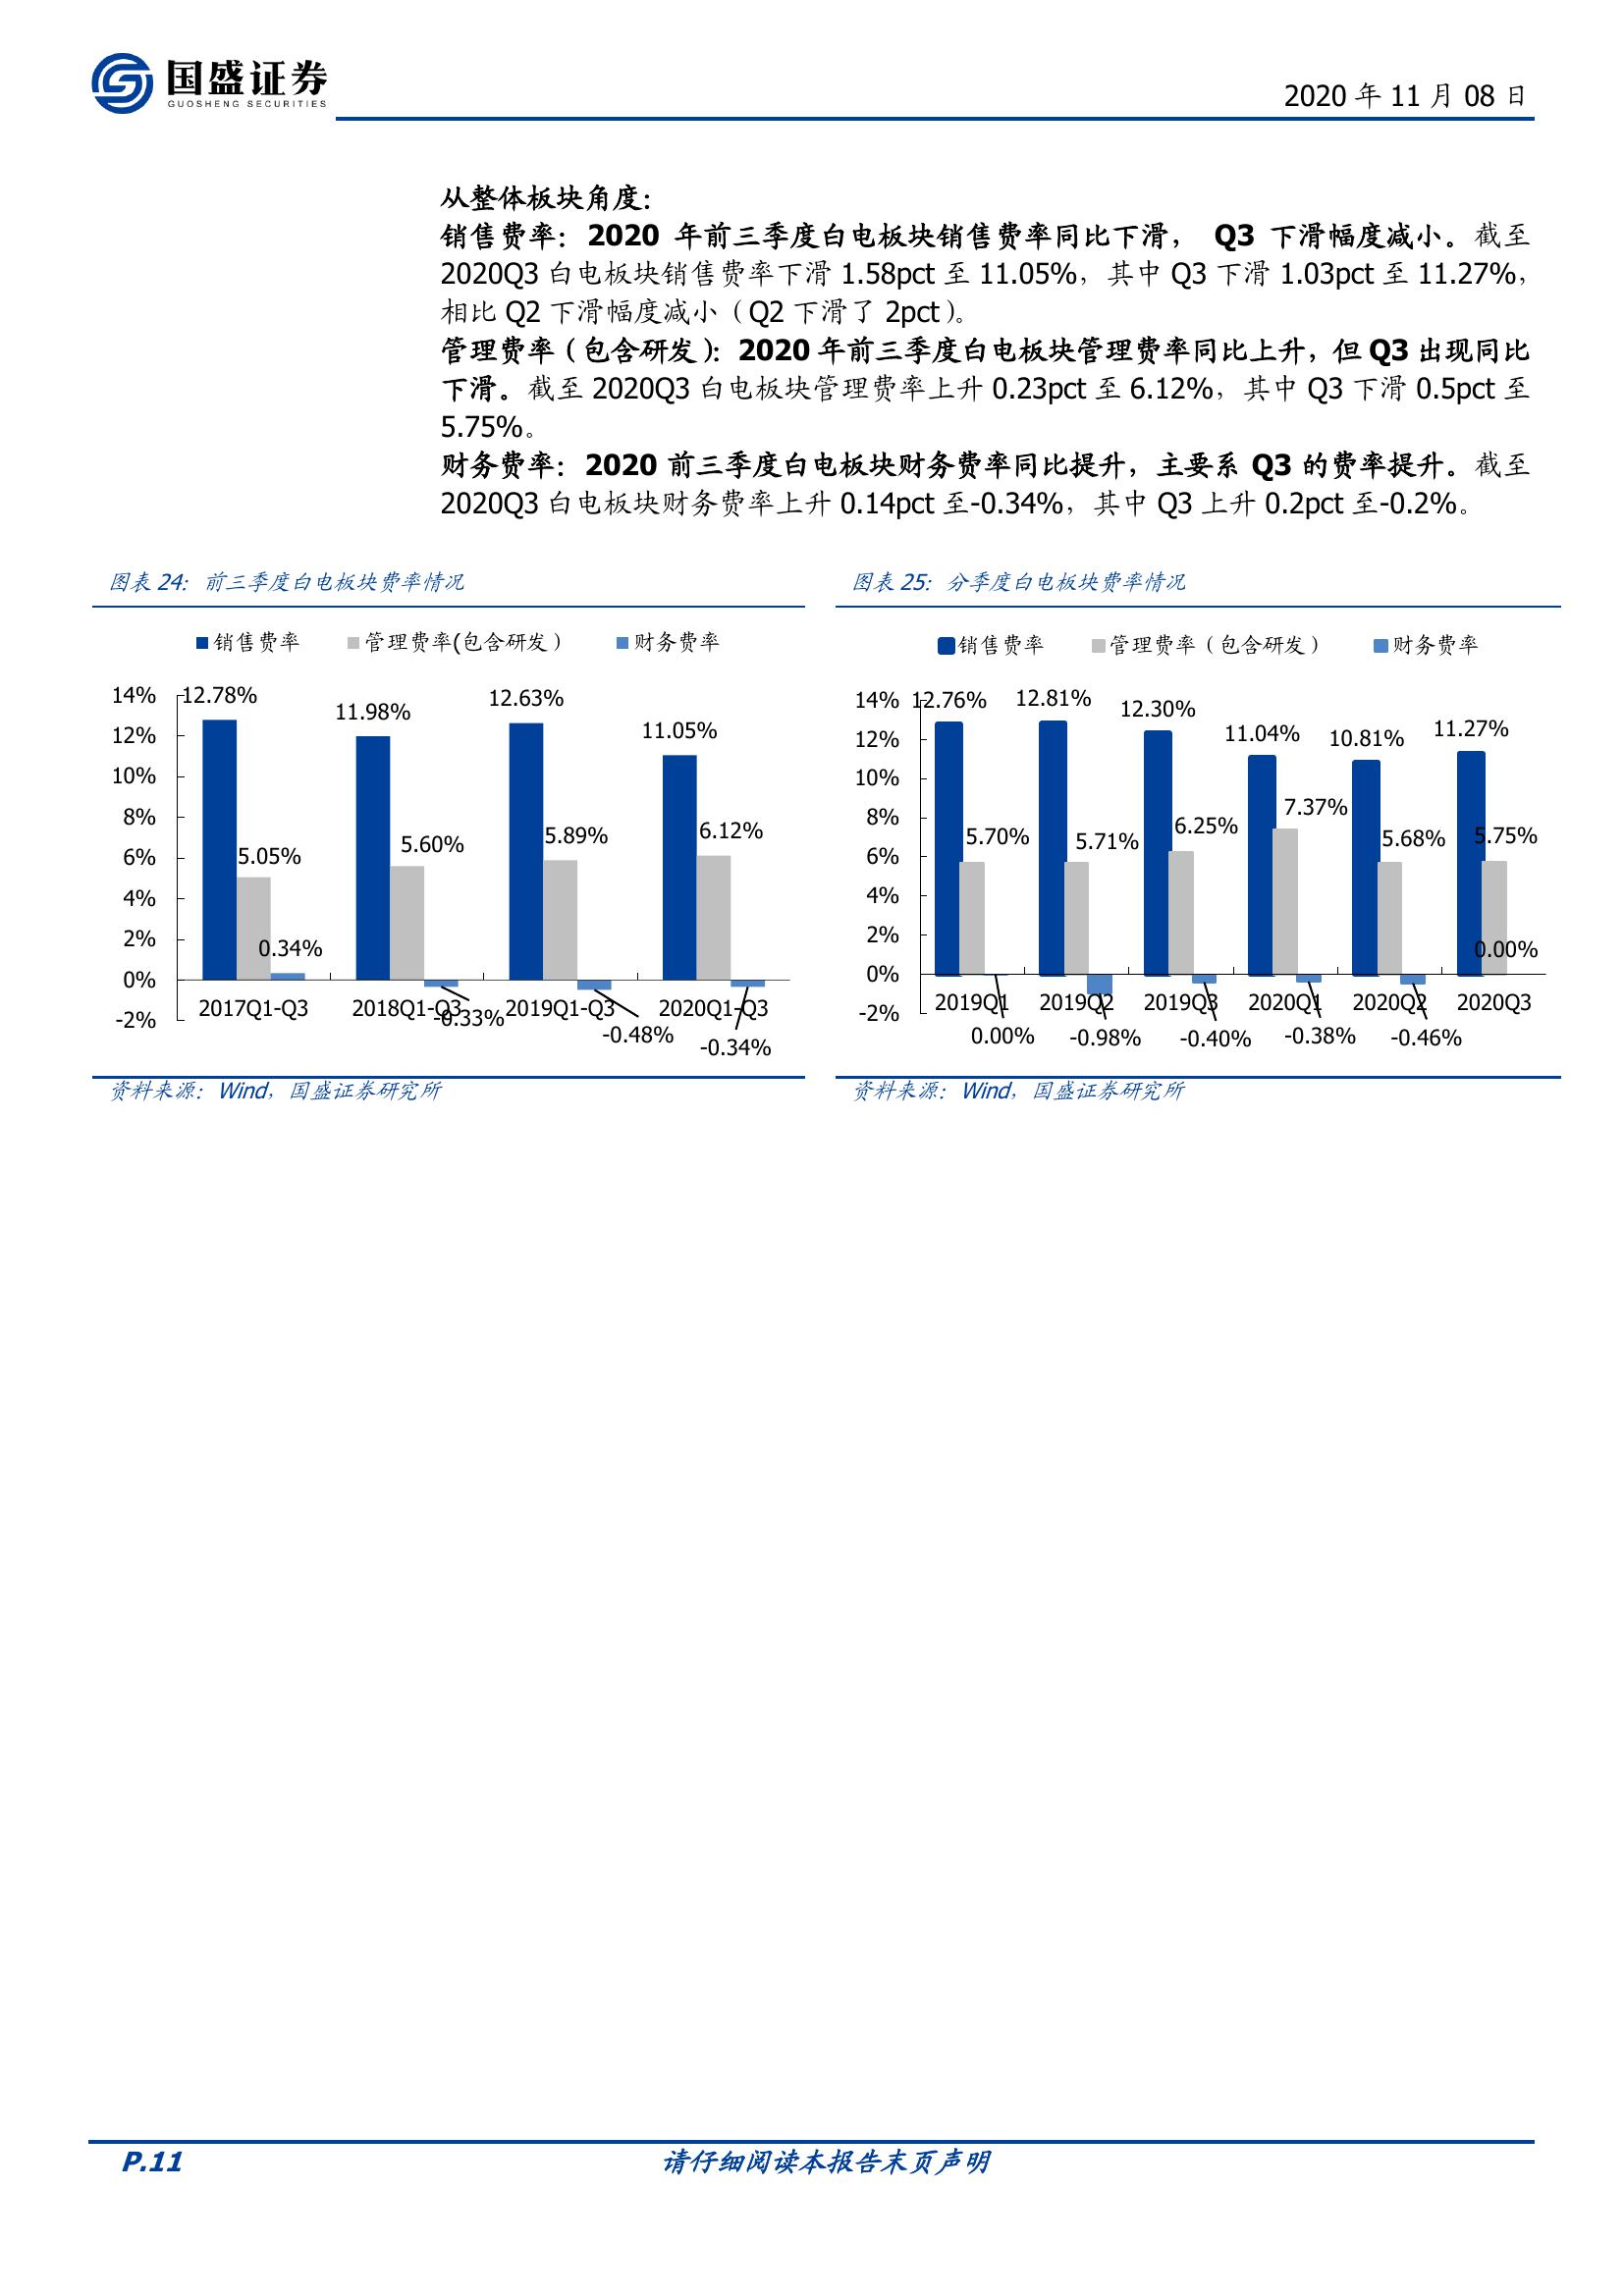 国盛证券
GUOSHENG SECURITIES
2020 年 11 月 08 日
从整体板块角度：
销售费率：2020 年前三季度白电板块销售费率同比下滑， Q3 下滑幅度减小。截至
2020Q3 白电板块销售费率下滑 1.58pct 至 11.05%，其中 Q3 下滑 1.03pct 至 11.27%，
相比 Q2 下滑幅度减小（Q2 下滑了 2pct）。
管理费率（包含研发）：2020 年前三季度白电板块管理费率同比上升，但 Q3 出现同比
下滑。截至 2020Q3 白电板块管理费率上升 0.23pct 至 6.12%，其中 Q3 下滑 0.5pct 至
5.75%。
财务费率：2020 前三季度白电板块财务费率同比提升，主要系 Q3 的费率提升。截至
2020Q3 白电板块财务费率上升 0.14pct 至-0.34%，其中 Q3 上升 0.2pct 至-0.2%。
图表 24：前三季度白电板块费率情况
销售费率 管理费率(包含研发） 财务费率
14%
12%
10%
8%
6%
4%
2%
0%
-2%
12.78% 11.98% 12.63% 11.05%
5.05% 5.60% 5.89% 6.12%
0.34% -0.33% -0.48% -0.34%
2017Q1-Q3 2018Q1-Q3 2019Q1-Q3 2020Q1-Q3
资料来源：Wind，国盛证券研究所
图表 25：分季度白电板块费率情况
销售费率 管理费率（包含研发） 财务费率
14%
12%
10%
8%
6%
4%
2%
0%
-2%
12.76% 12.81% 12.30% 11.04% 10.81% 11.27%
5.70% 5.71% 6.25% 7.37% 5.68% 5.75%
0.00% -0.98% -0.40% -0.38% -0.46% 0.00%
2019Q1 2019Q2 2019Q3 2020Q1 2020Q2 2020Q3
资料来源：Wind，国盛证券研究所
P.11
请仔细阅读本报告末页声明